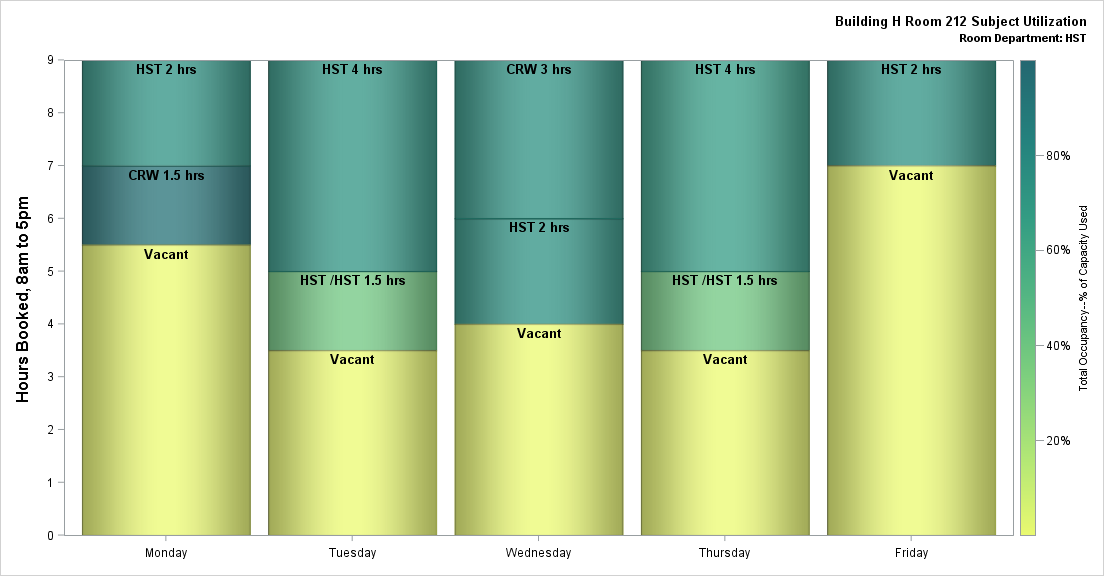 Building H Room 212 Subject Utilization
Room Department: HST
Hours Booked, 8am to 5pm
9
8
7
6
5
4
3
2
1
0
HST 2 hrs
CRW 1.5 hrs
Vacant
HST 4 hrs
HST /HST 1.5 hrs
Vacant
CRW 3 hrs
HST 2 hrs
Vacant
HST 4 hrs
HST /HST 1.5 hrs
Vacant
HST 2 hrs
Vacant
Monday
Tuesday
Wednesday
Thursday
Friday
80%
60%
40%
20%
Total Occupancy--% of Capacity Used